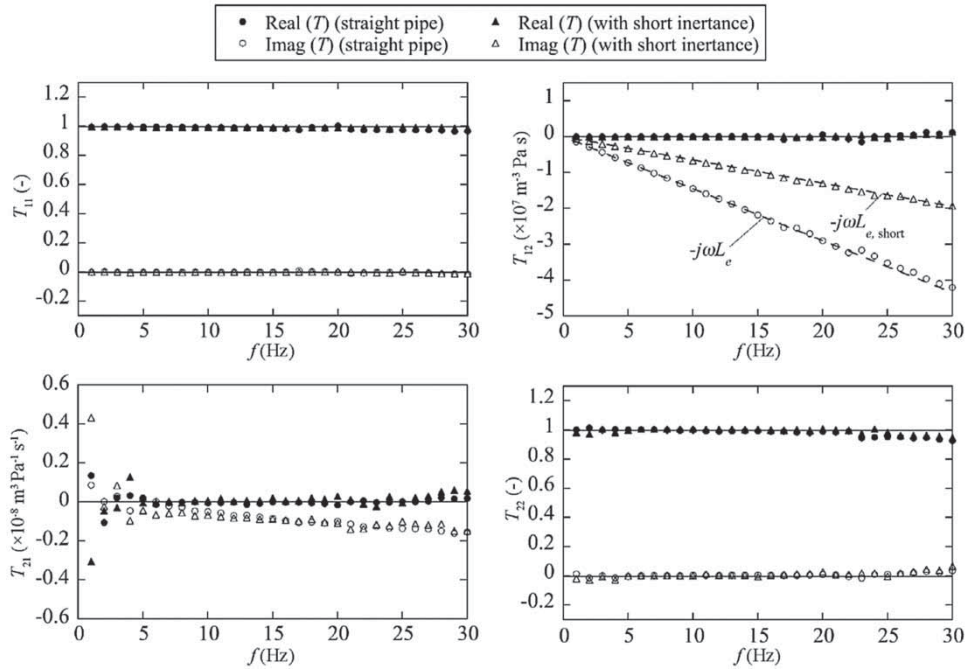 Real (T) (straight pipe) Real (T) (with short inertance)
Imag (T) (straight pipe) Imag (T) (with short inertance)
1.2
1
0.8
0.6
0.4
0.2
0
-0.2
T₁₁ (-)
0 5 10 15 20 25 30
f (Hz)
1
0
-1
-2
-3
-4
-5
T₁₂ (×10⁷ m⁻³ Pa s)
-jωLe, short
-jωLe
0 5 10 15 20 25 30
f (Hz)
0.6
0.4
0.2
0
-0.2
-0.4
-0.6
T₂₁ (×10⁻⁸ m³ Pa⁻¹ s⁻¹)
0 5 10 15 20 25 30
f (Hz)
1.2
1
0.8
0.6
0.4
0.2
0
-0.2
T₂₂ (-)
0 5 10 15 20 25 30
f (Hz)